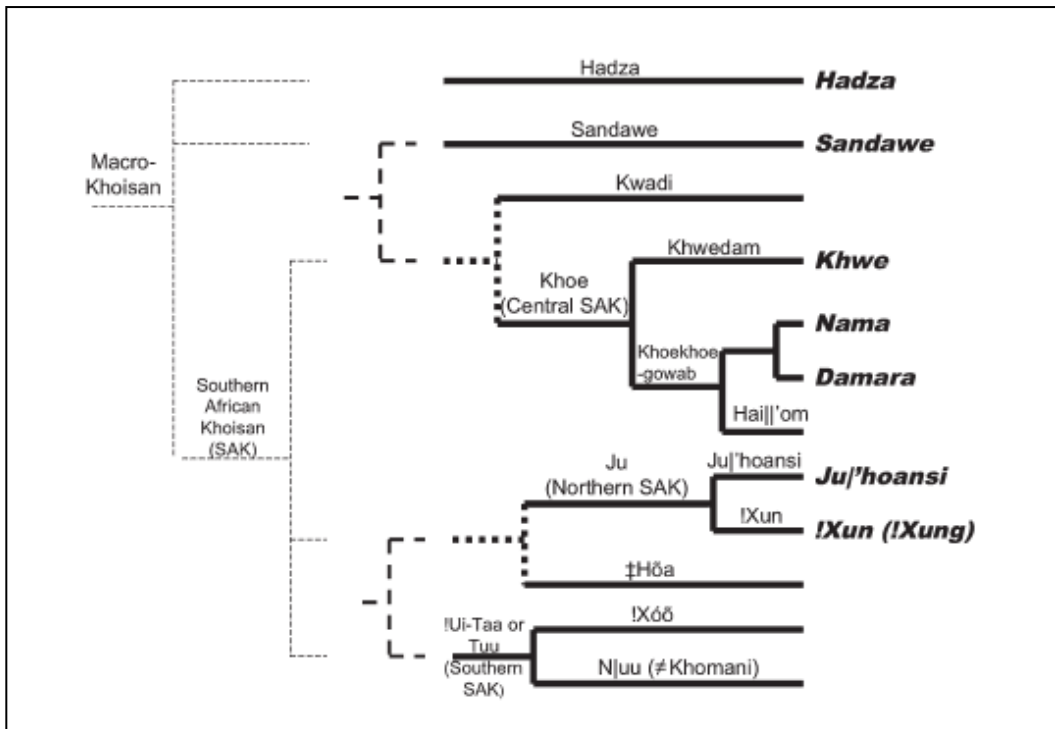 Hadza
Hadza
Sandawe
Sandawe
Macro-
Khoisan
Kwadi
Khwedam
Khwe
Khoe
(Central SAK)
Nama
Khoekhoe
-gowab
Damara
Hai||'om
Southern
African
Khoisan
(SAK)
Ju
(Northern SAK)
Ju|'hoansi
Ju|'hoansi
!Xun
!Xun (!Xung)
‡Hõa
!Ui-Taa or
Tuu
(Southern
SAK)
!Xóõ
N|uu (≠Khomani)